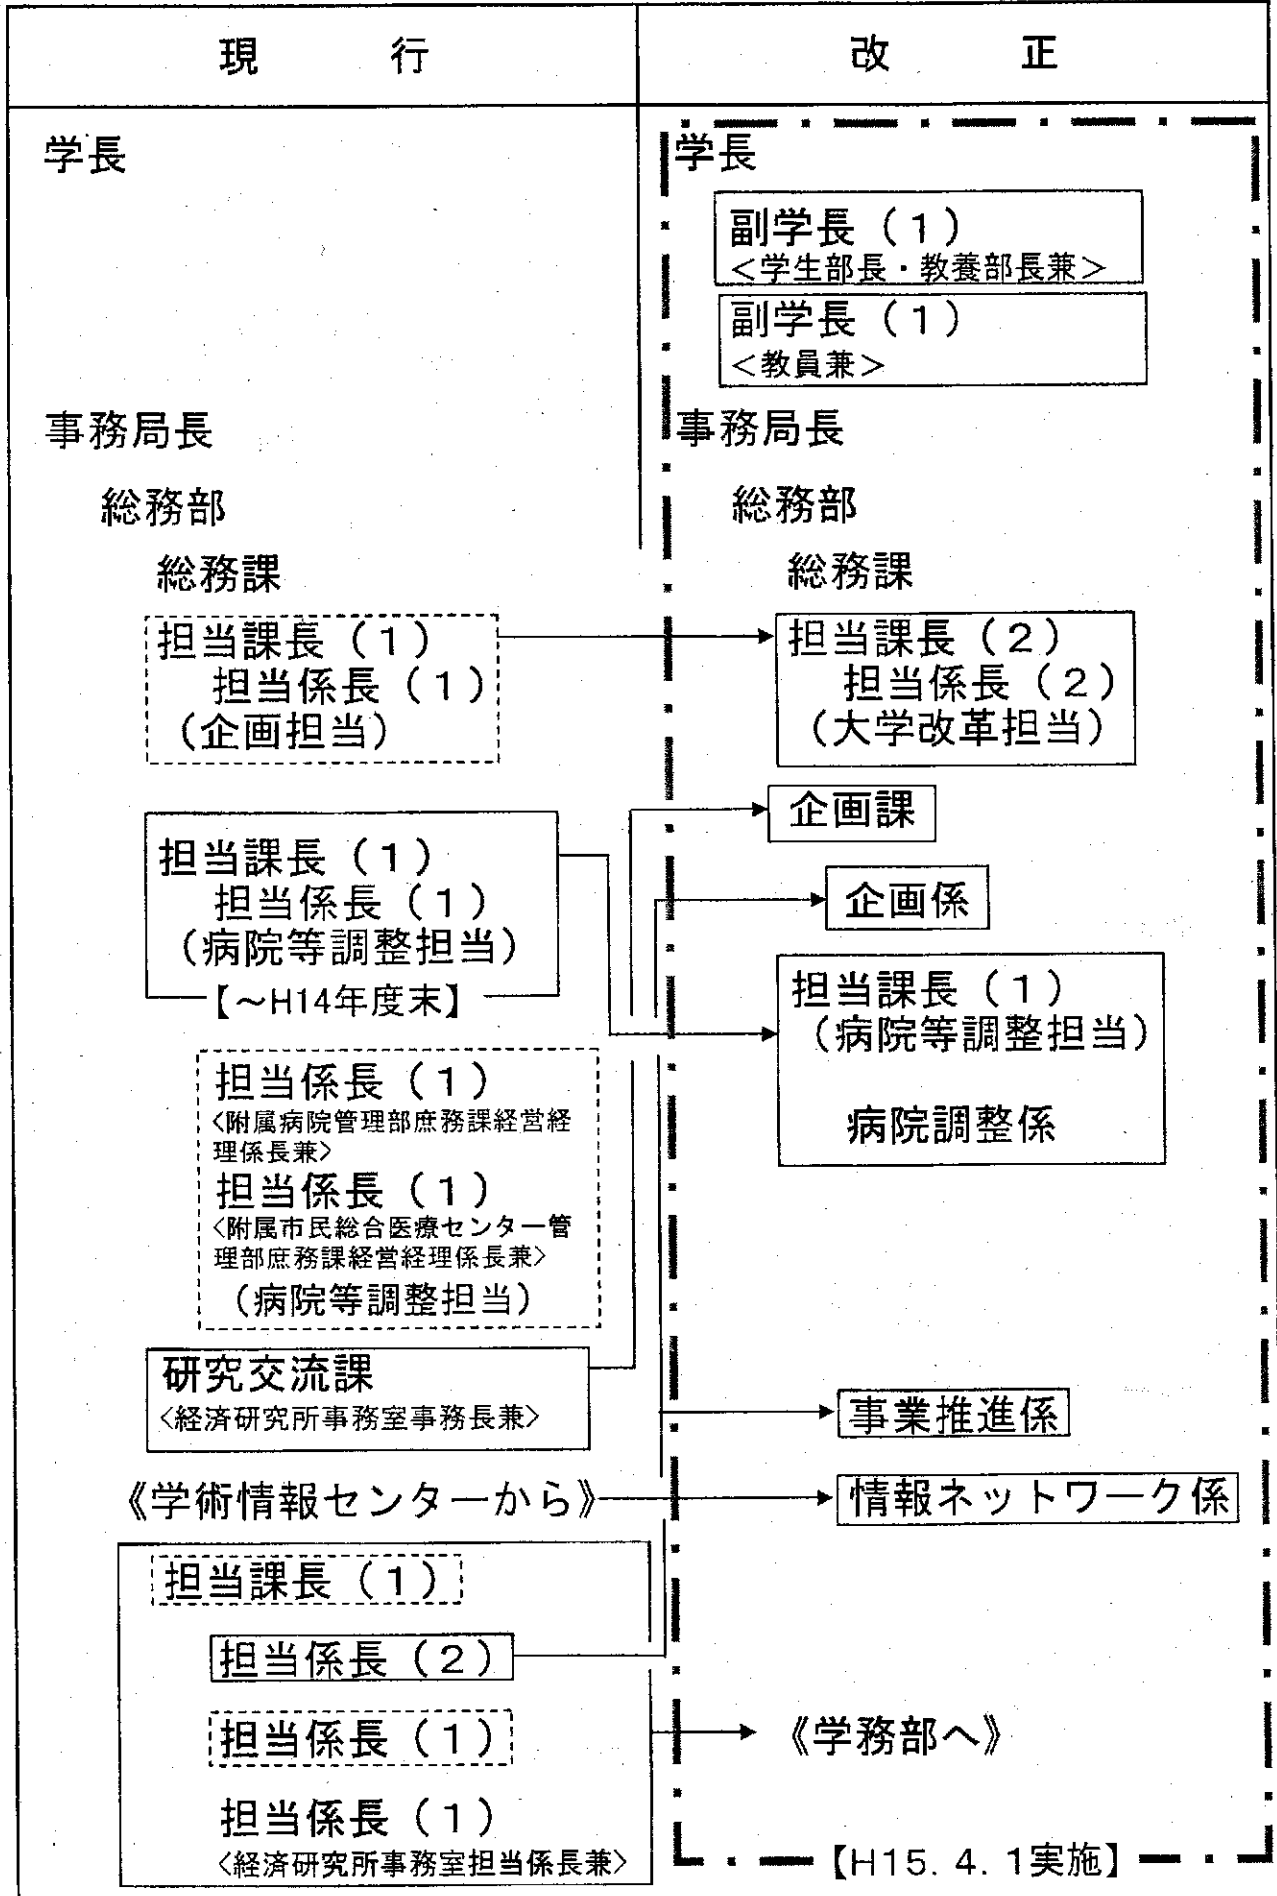 現　行
学長
事務局長
総務部
総務課
担当課長（１）
担当係長（１）
（企画担当）
担当課長（１）
担当係長（１）
（病院等調整担当）
【～H14年度末】
担当係長（１）
<附属病院管理部庶務課経営経
理係長兼>
担当係長（１）
<附属市民総合医療センター管
理部庶務課経営経理係長兼>
（病院等調整担当）
研究交流課
<経済研究所事務室事務長兼>
《学術情報センターから》
担当課長（１）
担当係長（２）
担当係長（１）
担当係長（１）
<経済研究所事務室担当係長兼>
改　正
学長
副学長（１）
＜学生部長・教養部長兼＞
副学長（１）
＜教員兼＞
事務局長
総務部
総務課
担当課長（２）
担当係長（２）
（大学改革担当）
企画課
企画係
担当課長（１）
（病院等調整担当）
病院調整係
事業推進係
情報ネットワーク係
《学務部へ》
【H15. 4. 1実施】